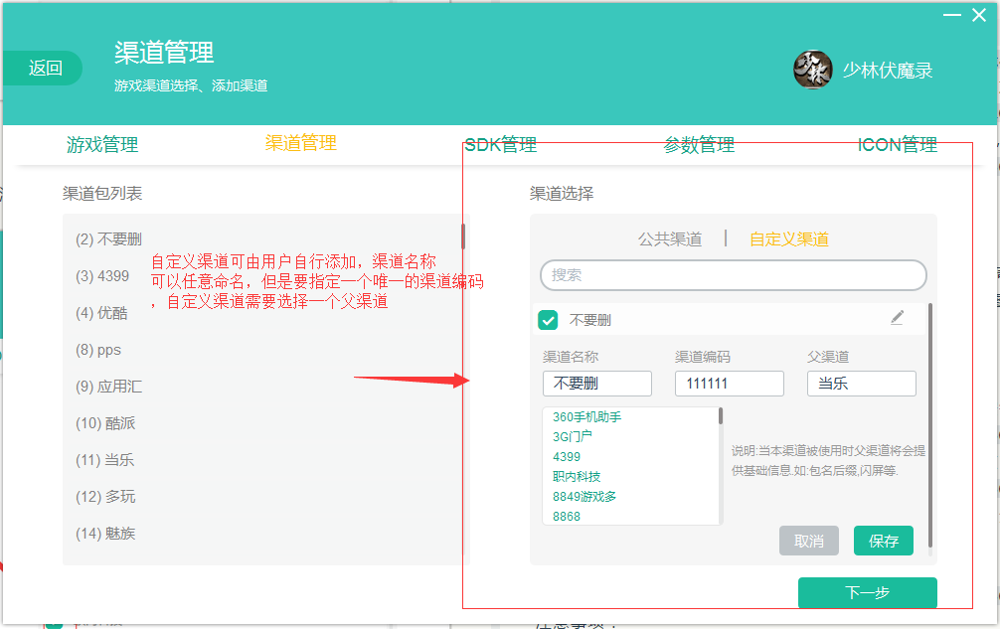 返回
渠道管理
游戏渠道选择、添加渠道
少林伏魔录
游戏管理
渠道管理
SDK管理
参数管理
ICON管理
渠道包列表
(2) 不要删
(3) 4399
(4) 优酷
(8) pps
(9) 应用汇
(10) 酷派
(11) 当乐
(12) 多玩
(14) 魅族
自定义渠道可由用户自行添加，渠道名称
可以任意命名，但是要指定一个唯一的渠道编码
，自定义渠道需要选择一个父渠道
渠道选择
公共渠道
自定义渠道
搜索
不要删
渠道名称
渠道编码
父渠道
不要删
111111
当乐
360手机助手
3G门户
4399
职内科技
8849游戏多
8868
说明:当本渠道被使用时父渠道将会提
供基础信息.如:包名后缀,闪屏等.
取消
保存
下一步